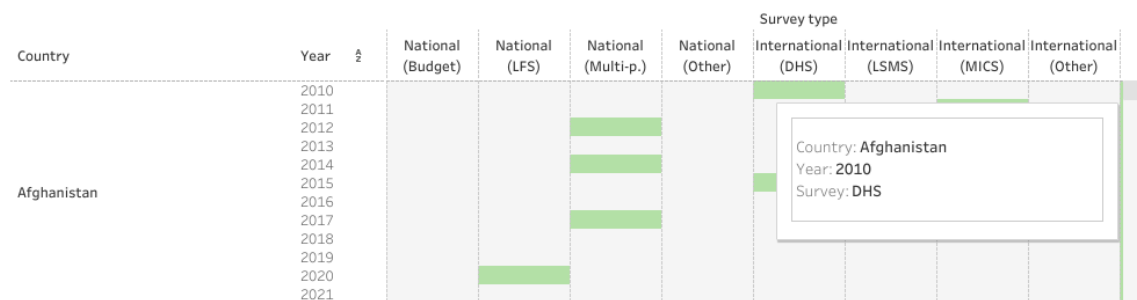 Survey type
Country Year A Z National (Budget) National (LFS) National (Multi-p.) National (Other) International (DHS) International (LSMS) International (MICS) International (Other)
2010
2011
2012
2013
2014
2015
Afghanistan
2016
2017
2018
2019
2020
2021
Country: Afghanistan
Year: 2010
Survey: DHS